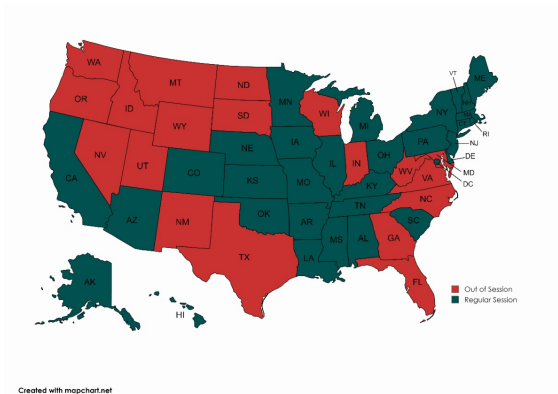 WA
MT
ND
MN
OR
ID
SD
WI
MI
WY
VT
ME
NH
NY
MA
CT
RI
NV
UT
CO
NE
IA
IL
IN
OH
PA
NJ
DE
MD
DC
CA
KS
MO
KY
WV
VA
AZ
NM
OK
AR
TN
NC
SC
TX
LA
MS
AL
GA
FL
AK
HI
Out of Session
Regular Session
Created with mapchart.net